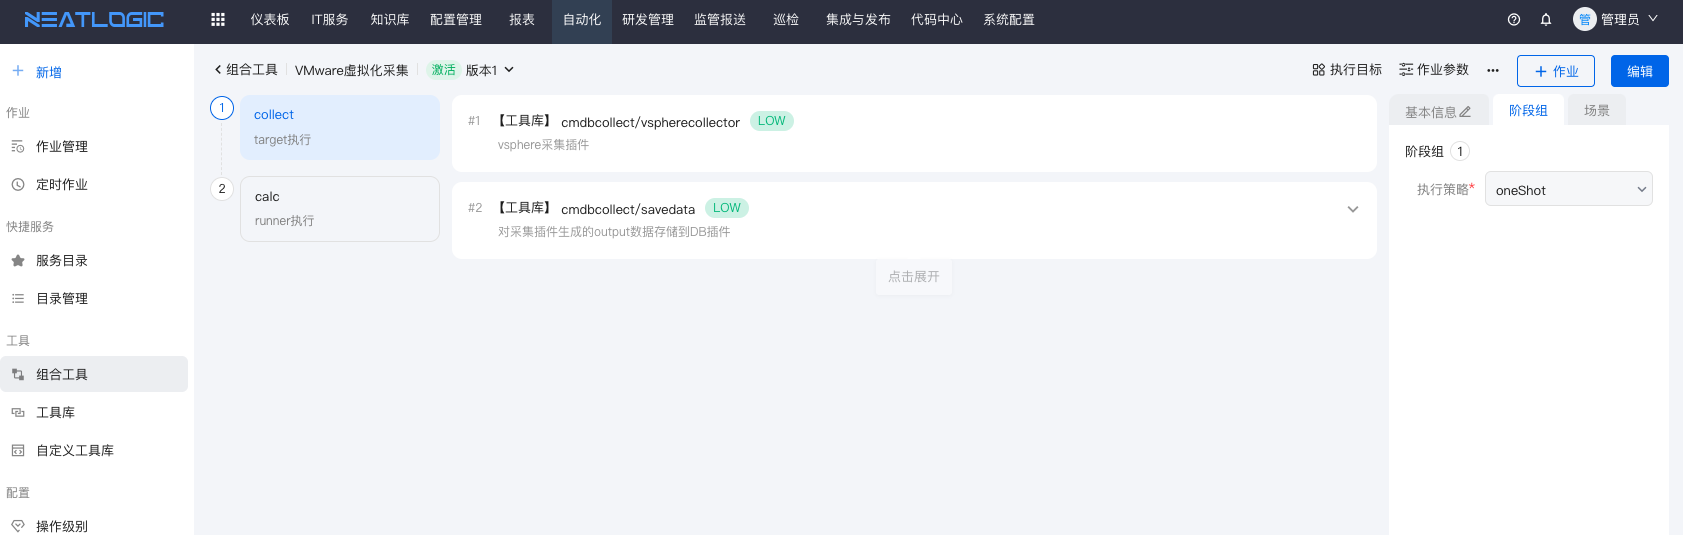 NEATLOGIC 仪表板 IT服务 知识库 配置管理 报表 自动化 研发管理 监管报送 巡检 集成与发布 代码中心 系统配置 管 管理员
新增
作业
作业管理
定时作业
快捷服务
服务目录
目录管理
工具
组合工具
工具库
自定义工具库
配置
操作级别
组合工具 VMware虚拟化采集 激活 版本1 执行目标 作业参数 ··· 作业 编辑
1 collect
target执行
2 calc
runner执行
#1 【工具库】 cmdbcollect/vspherecollector LOW
vsphere采集插件
#2 【工具库】 cmdbcollect/savedata LOW
对采集插件生成的output数据存储到DB插件
点击展开
基本信息 阶段组 场景
阶段组 1
执行策略* oneShot